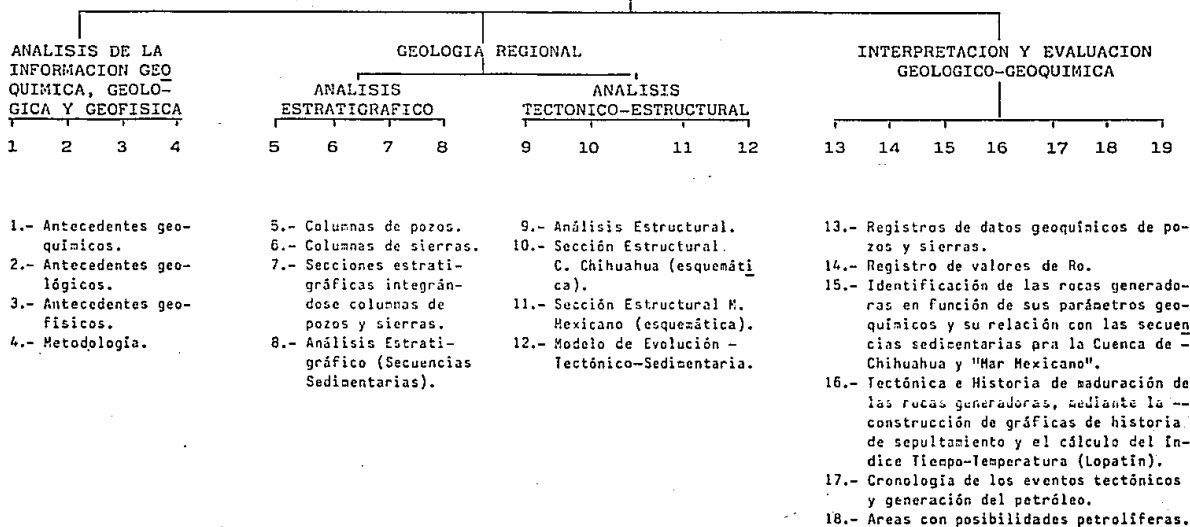 ANALISIS DE LA
INFORMACION GEO
QUIMICA, GEOLO-
GICA Y GEOFISICA
1 2 3 4
GEOLOGIA REGIONAL
ANALISIS
ESTRATIGRAFICO
5 6 7 8
ANALISIS
TECTONICO-ESTRUCTURAL
9 10 11 12
INTERPRETACION Y EVALUACION
GEOLOGICO-GEOQUIMICA
13 14 15 16 17 18 19
1.- Antecedentes geo-
químicos.
2.- Antecedentes geo-
lógicos.
3.- Antecedentes geo-
físicos.
4.- Metodología.
5.- Columnas de pozos.
6.- Columnas de sierras.
7.- Secciones estrati-
gráficas integrán-
dose columnas de
pozos y sierras.
8.- Análisis Estrati-
gráfico (Secuencias
Sedimentarias).
9.- Análisis Estructural.
10.- Sección Estructural.
C. Chihuahua (esquemáti
ca).
11.- Sección Estructural M.
Mexicano (esquemática).
12.- Modelo de Evolución -
Tectónico-Sedimentaria.
13.- Registros de datos geoquímicos de po-
zos y sierras.
14.- Registro de valores de Ro.
15.- Identificación de las rocas generado-
ras en función de sus parámetros geo-
químicos y su relación con las secuen
cias sedimentarias pra la Cuenca de -
Chihuahua y "Mar Mexicano".
16.- Tectónica e Historia de maduración de
las rocas generadoras, mediante la --
construcción de gráficas de historia
de sepultamiento y el cálculo del Ín-
dice Tiempo-Temperatura (Lopatín).
17.- Cronología de los eventos tectónicos
y generación del petróleo.
18.- Areas con posibilidades petrolíferas.